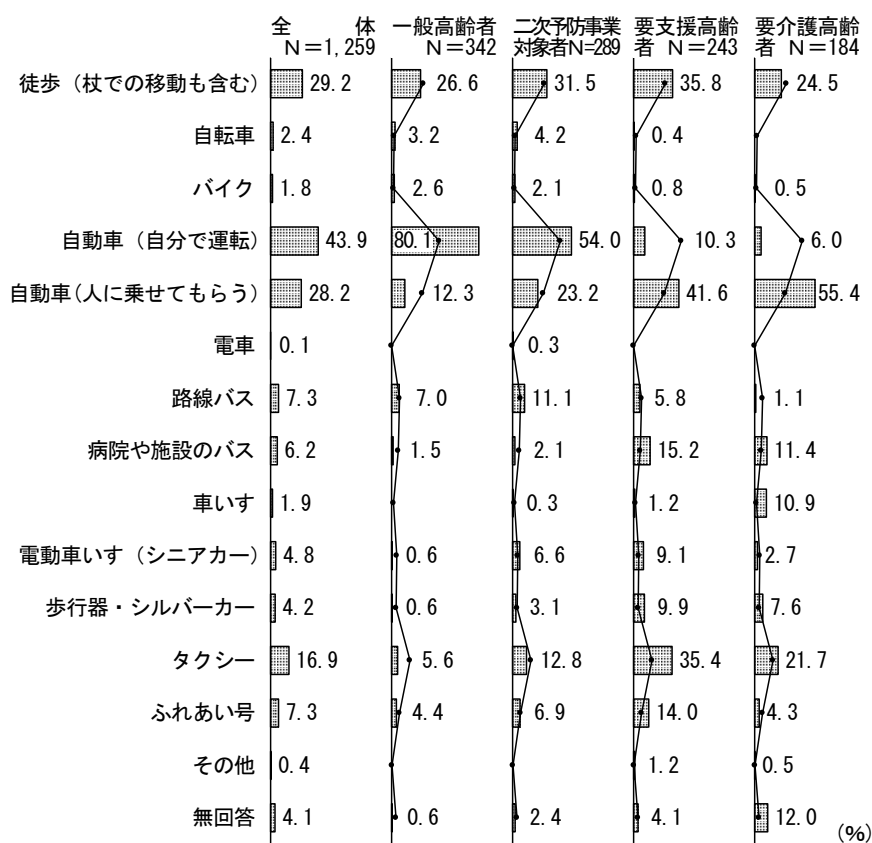 全　　体 一般高齢者 二次予防事業 要支援高齢 要介護高齢
N＝1,259 N＝342 対象者N=289 者 N＝243 者 N＝184
徒歩（杖での移動も含む） 29.2 26.6 31.5 35.8 24.5
自転車 2.4 3.2 4.2 0.4
バイク 1.8 2.6 2.1 0.8 0.5
自動車（自分で運転） 43.9 80.1 54.0 10.3 6.0
自動車(人に乗せてもらう) 28.2 12.3 23.2 41.6 55.4
電車 0.1 0.3
路線バス 7.3 7.0 11.1 5.8 1.1
病院や施設のバス 6.2 1.5 2.1 15.2 11.4
車いす 1.9 0.3 1.2 10.9
電動車いす（シニアカー） 4.8 0.6 6.6 9.1 2.7
歩行器・シルバーカー 4.2 0.6 3.1 9.9 7.6
タクシー 16.9 5.6 12.8 35.4 21.7
ふれあい号 7.3 4.4 6.9 14.0 4.3
その他 0.4 1.2 0.5
無回答 4.1 0.6 2.4 4.1 12.0
(%)